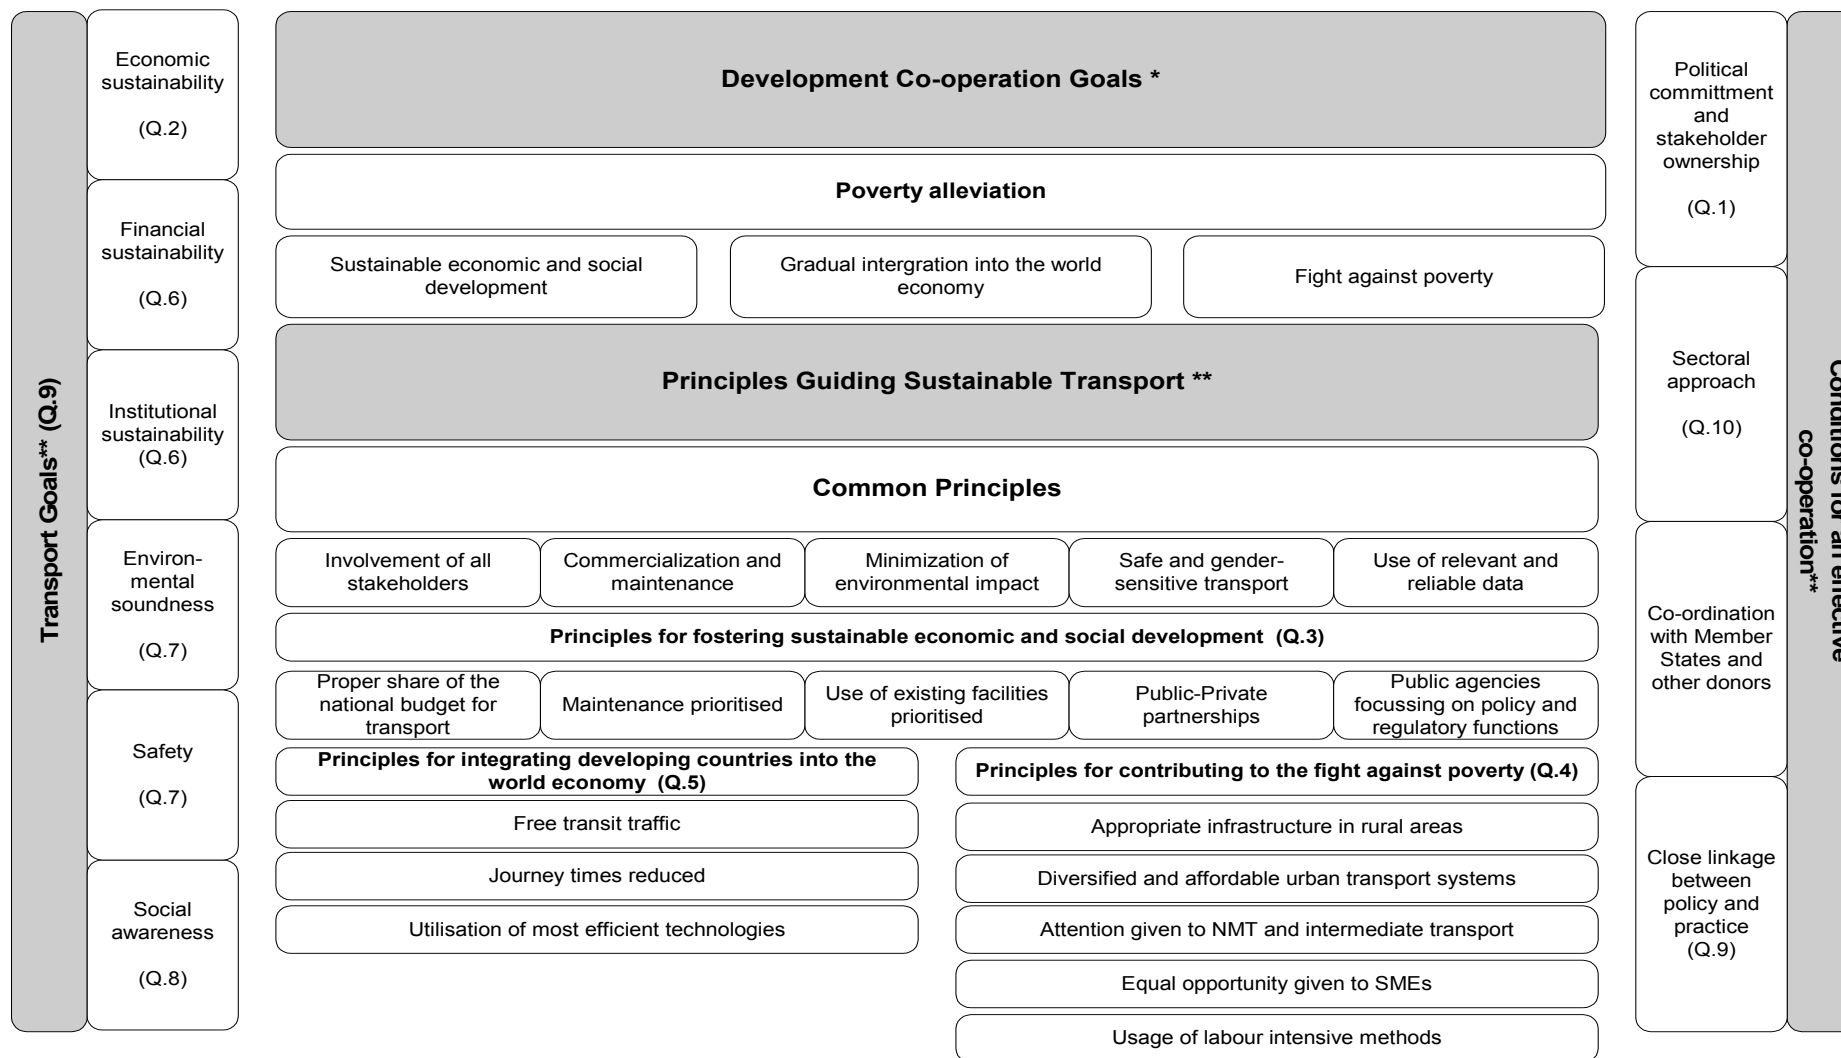 Transport Goals** (Q.9)
Economic
sustainability
(Q.2)
Financial
sustainability
(Q.6)
Institutional
sustainability
(Q.6)
Environ-
mental
soundness
(Q.7)
Safety
(Q.7)
Social
awareness
(Q.8)
Development Co-operation Goals *
Poverty alleviation
Sustainable economic and social
development
Gradual intergration into the world
economy
Fight against poverty
Principles Guiding Sustainable Transport **
Common Principles
Involvement of all
stakeholders
Commercialization and
maintenance
Minimization of
environmental impact
Safe and gender-
sensitive transport
Use of relevant and
reliable data
Principles for fostering sustainable economic and social development (Q.3)
Proper share of the
national budget for
transport
Maintenance prioritised
Use of existing facilities
prioritised
Public-Private
partnerships
Public agencies
focussing on policy and
regulatory functions
Principles for integrating developing countries into the
world economy (Q.5)
Free transit traffic
Journey times reduced
Utilisation of most efficient technologies
Principles for contributing to the fight against poverty (Q.4)
Appropriate infrastructure in rural areas
Diversified and affordable urban transport systems
Attention given to NMT and intermediate transport
Equal opportunity given to SMEs
Usage of labour intensive methods
Political
committment
and
stakeholder
ownership
(Q.1)
Sectoral
approach
(Q.10)
Co-ordination
with Member
States and
other donors
Close linkage
between
policy and
practice
(Q.9)
Conditions for an effective
co-operation**